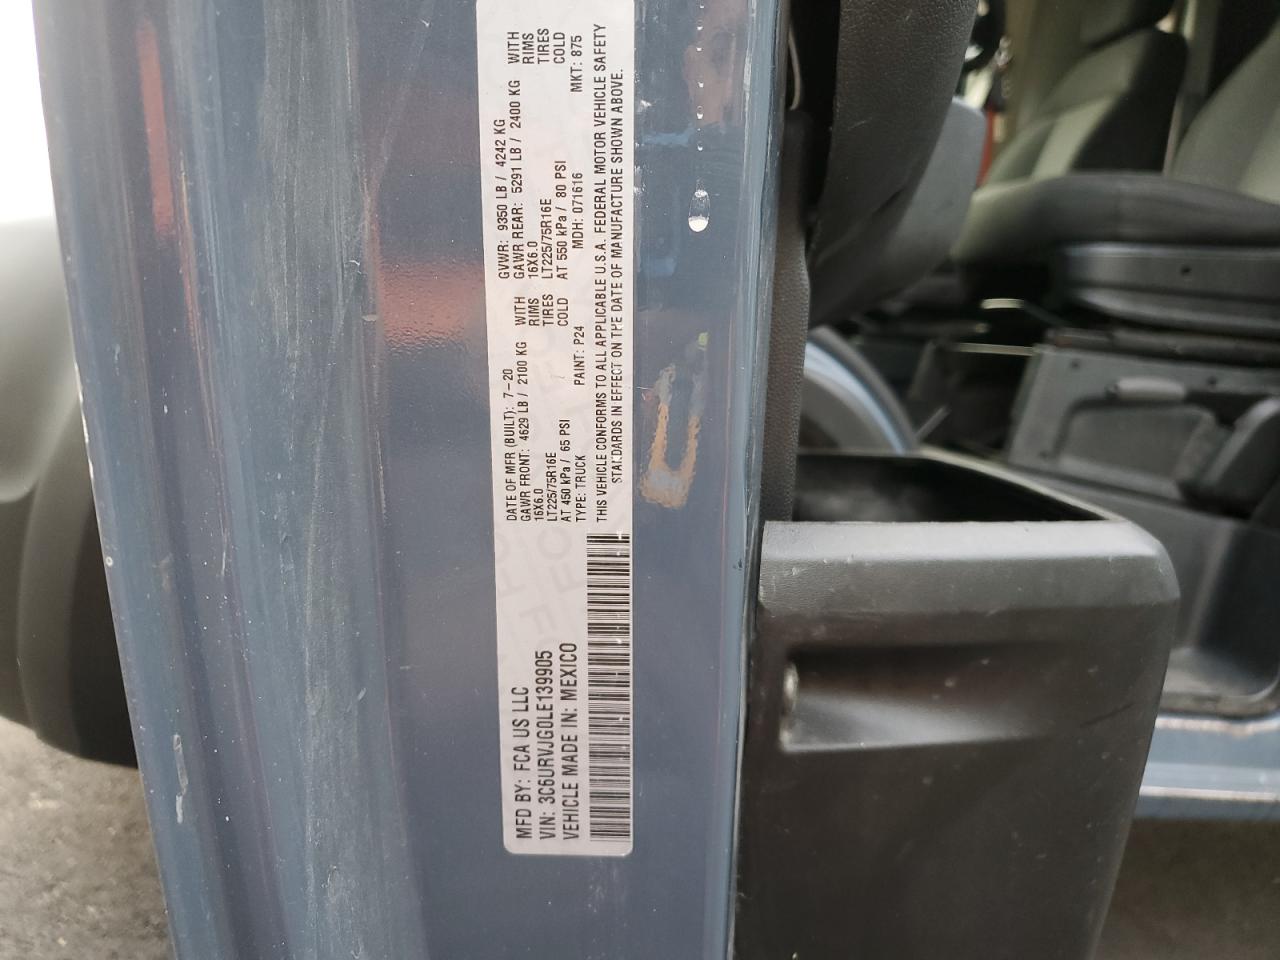 MFD BY: FCA US LLC
VIN: 3C6URVJG0LE139905
VEHICLE MADE IN: MEXICO
DATE OF MFR (BUILT): 7-20
GVWR: 9350 LB / 4242 KG
GAWR FRONT: 4629 LB / 2100 KG WITH
GAWR REAR: 5291 LB / 2400 KG WITH
16X6.0 RIMS
16X6.0 RIMS
LT225/75R16E TIRES
LT225/75R16E TIRES
AT 450 kPa / 65 PSI COLD
AT 550 kPa / 80 PSI COLD
TYPE: TRUCK PAINT: P24 MDH: 071616 MKT: 875
THIS VEHICLE CONFORMS TO ALL APPLICABLE U.S.A. FEDERAL MOTOR VEHICLE SAFETY
STANDARDS IN EFFECT ON THE DATE OF MANUFACTURE SHOWN ABOVE.